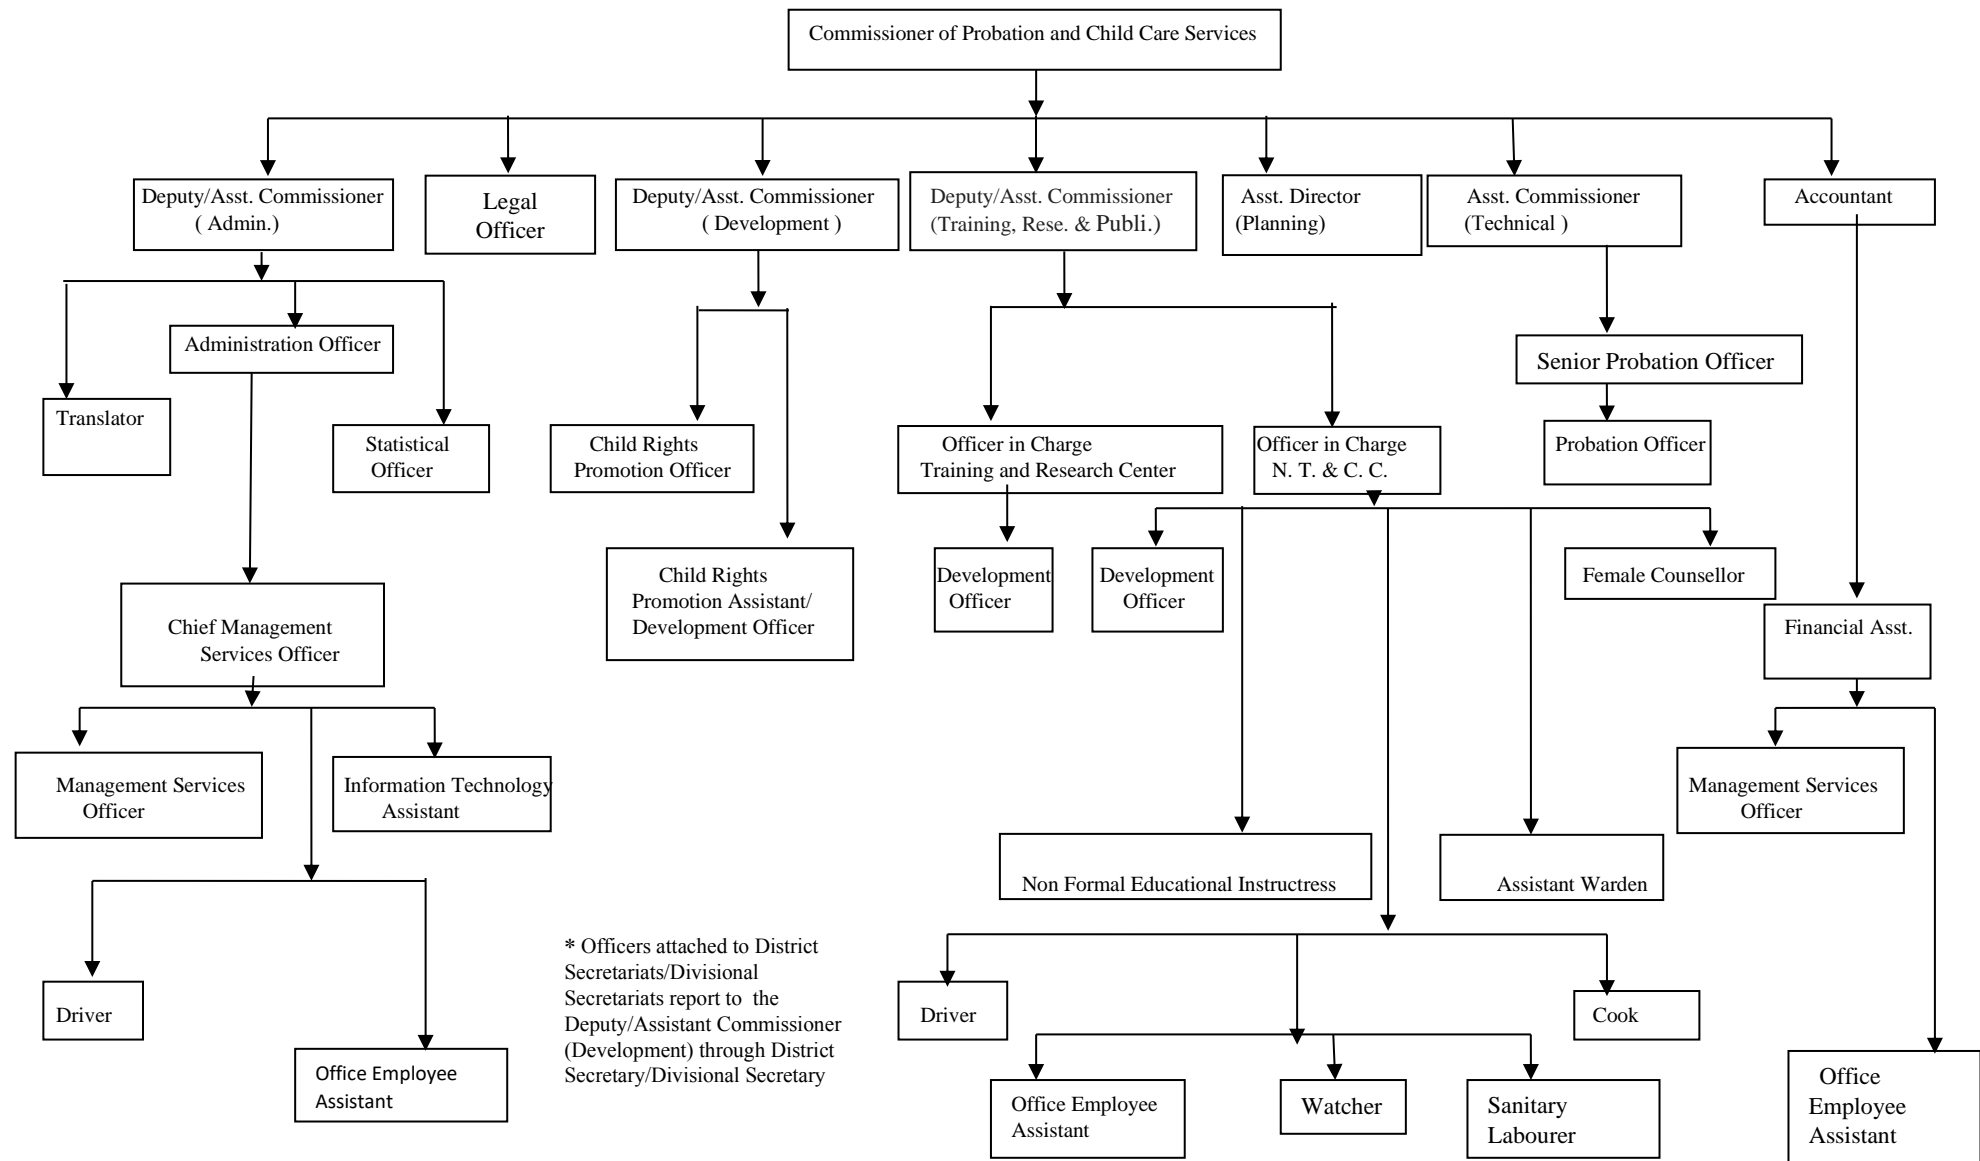 Commissioner of Probation and Child Care Services
Deputy/Asst. Commissioner
( Admin.)
Legal
Officer
Deputy/Asst. Commissioner
( Development )
Deputy/Asst. Commissioner
(Training, Rese. & Publi.)
Asst. Director
(Planning)
Asst. Commissioner
(Technical )
Accountant
Administration Officer
Senior Probation Officer
Translator
Statistical
Officer
Child Rights
Promotion Officer
Officer in Charge
Training and Research Center
Officer in Charge
N. T. & C. C.
Probation Officer
Child Rights
Promotion Assistant/
Development Officer
Development
Officer
Development
Officer
Female Counsellor
Chief Management
Services Officer
Financial Asst.
Management Services
Officer
Information Technology
Assistant
Management Services
Officer
Non Formal Educational Instructress
Assistant Warden
* Officers attached to District
Secretariats/Divisional
Secretariats report to the
Deputy/Assistant Commissioner
(Development) through District
Secretary/Divisional Secretary
Driver
Driver
Cook
Office Employee
Assistant
Office Employee
Assistant
Watcher
Sanitary
Labourer
Office
Employee
Assistant